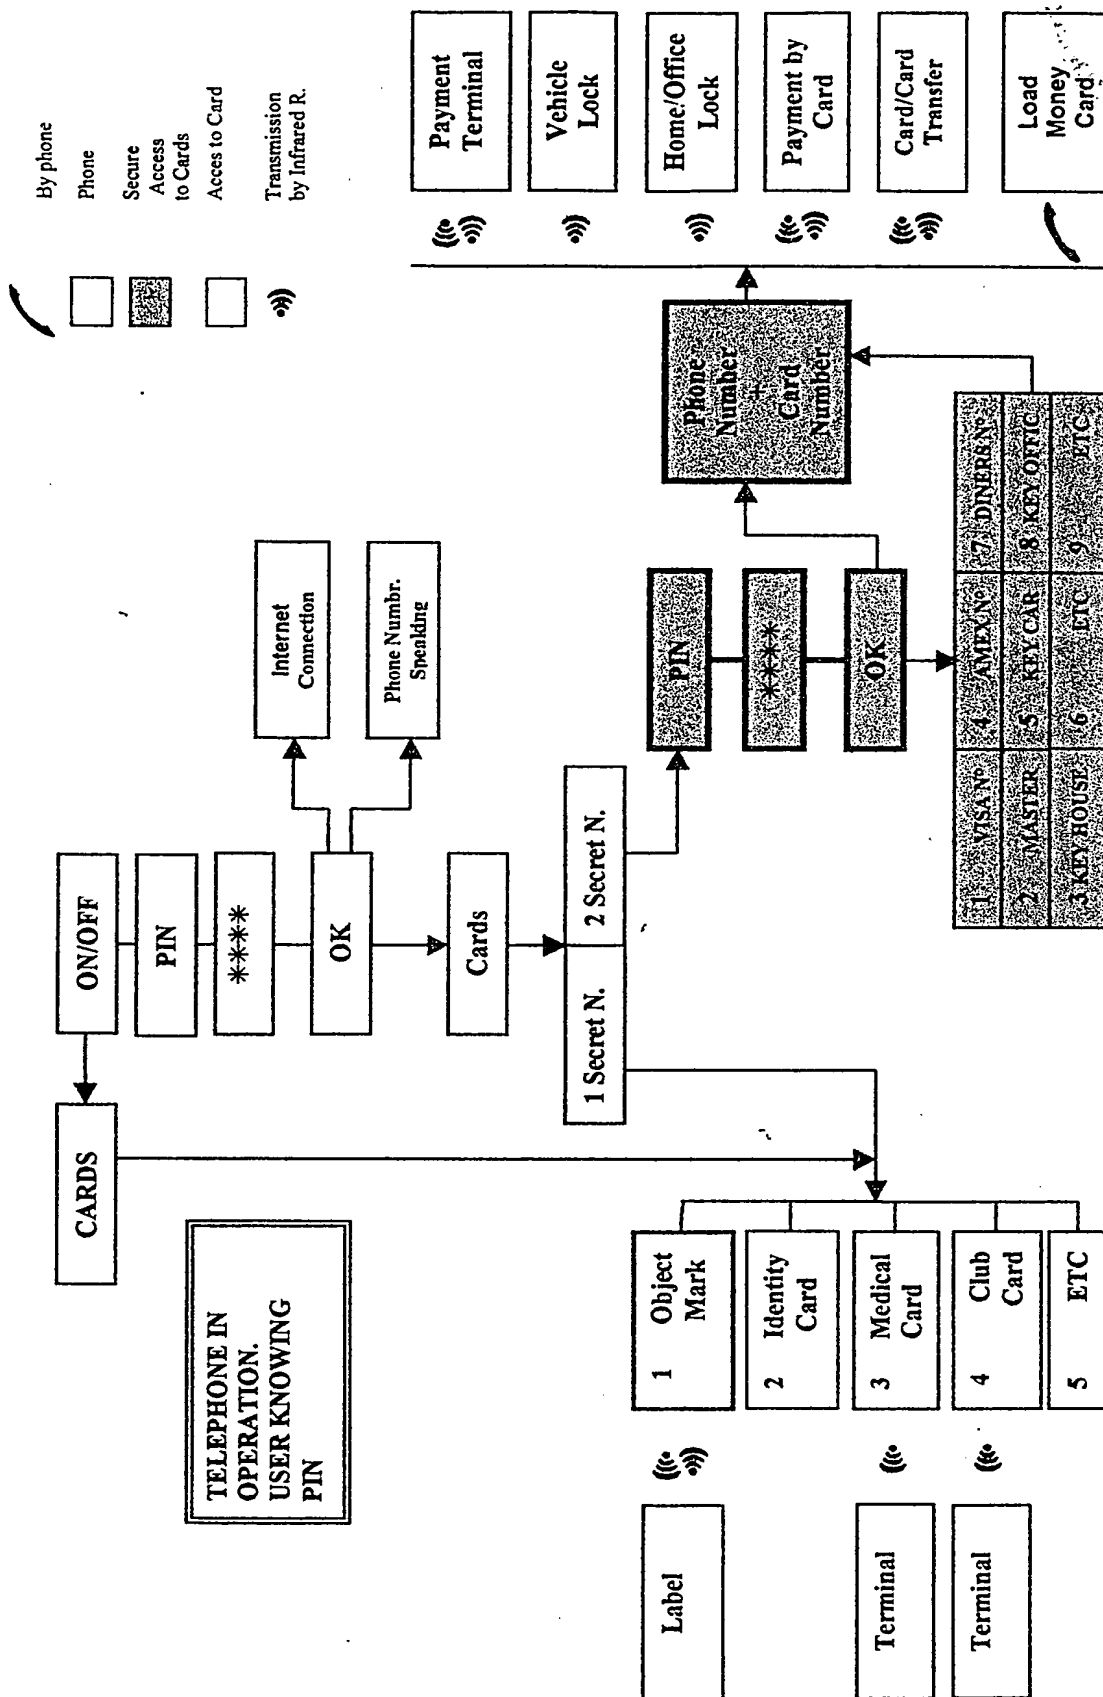 TELEPHONE IN
OPERATION.
USER KNOWING
PIN
CARDS
ON/OFF
PIN
****
OK
Cards
Internet
Connection
Phone Numbr.
Speaking
1 Secret N.
2 Secret N.
By phone
Phone
Secure
Access
to Cards
Acces to Card
Transmission
by Infrared R.
Label
Terminal
Terminal
1 Object
Mark
2 Identity
Card
3 Medical
Card
4 Club
Card
5 ETC
PIN
****
OK
1 VISA Nº
4 AMEX Nº
7 DINERS Nº
2 MASTER
5 KEY CAR
8 KEY OFFIC
3 KEY HOUSE
6 ETC
9 ETC
Phone
Number
+
Card
Number
Payment
Terminal
Vehicle
Lock
Home/Office
Lock
Payment by
Card
Card/Card
Transfer
Load
Money
Card